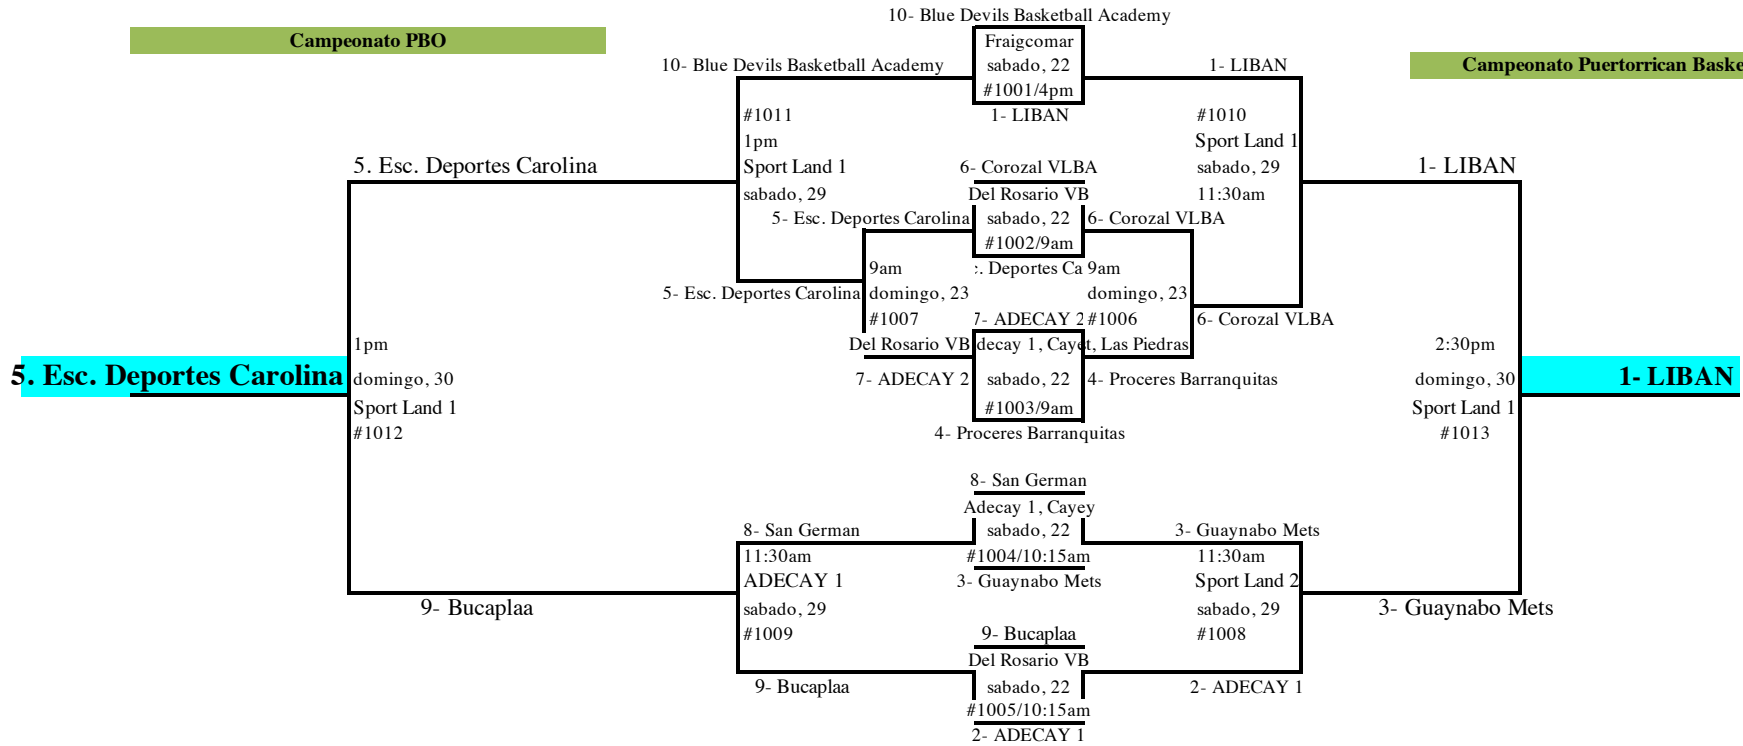 10- Blue Devils Basketball Academy
Campeonato PBO
Fraigcomar
10- Blue Devils Basketball Academy
sabado, 22
1- LIBAN
Campeonato Puertorrican Baske
#1001/4pm
#1011
1- LIBAN
#1010
1pm
Sport Land 1
5. Esc. Deportes Carolina
Sport Land 1
6- Corozal VLBA
sabado, 29
1- LIBAN
sabado, 29
Del Rosario VB
11:30am
5- Esc. Deportes Carolina
sabado, 22
6- Corozal VLBA
#1002/9am
9am
. Deportes Ca
9am
5- Esc. Deportes Carolina
domingo, 23
domingo, 23
#1007
7- ADECAY 2
#1006
6- Corozal VLBA
1pm
Del Rosario VB
decay 1, Caye
t, Las Piedras
2:30pm
5. Esc. Deportes Carolina
domingo, 30
7- ADECAY 2
sabado, 22
4- Proceres Barranquitas
domingo, 30
1- LIBAN
Sport Land 1
#1003/9am
Sport Land 1
#1012
4- Proceres Barranquitas
#1013
8- San German
Adecay 1, Cayey
8- San German
sabado, 22
3- Guaynabo Mets
11:30am
#1004/10:15am
11:30am
ADECAY 1
3- Guaynabo Mets
Sport Land 2
9- Bucaplaa
sabado, 29
sabado, 29
3- Guaynabo Mets
#1009
9- Bucaplaa
#1008
Del Rosario VB
9- Bucaplaa
sabado, 22
2- ADECAY 1
#1005/10:15am
2- ADECAY 1